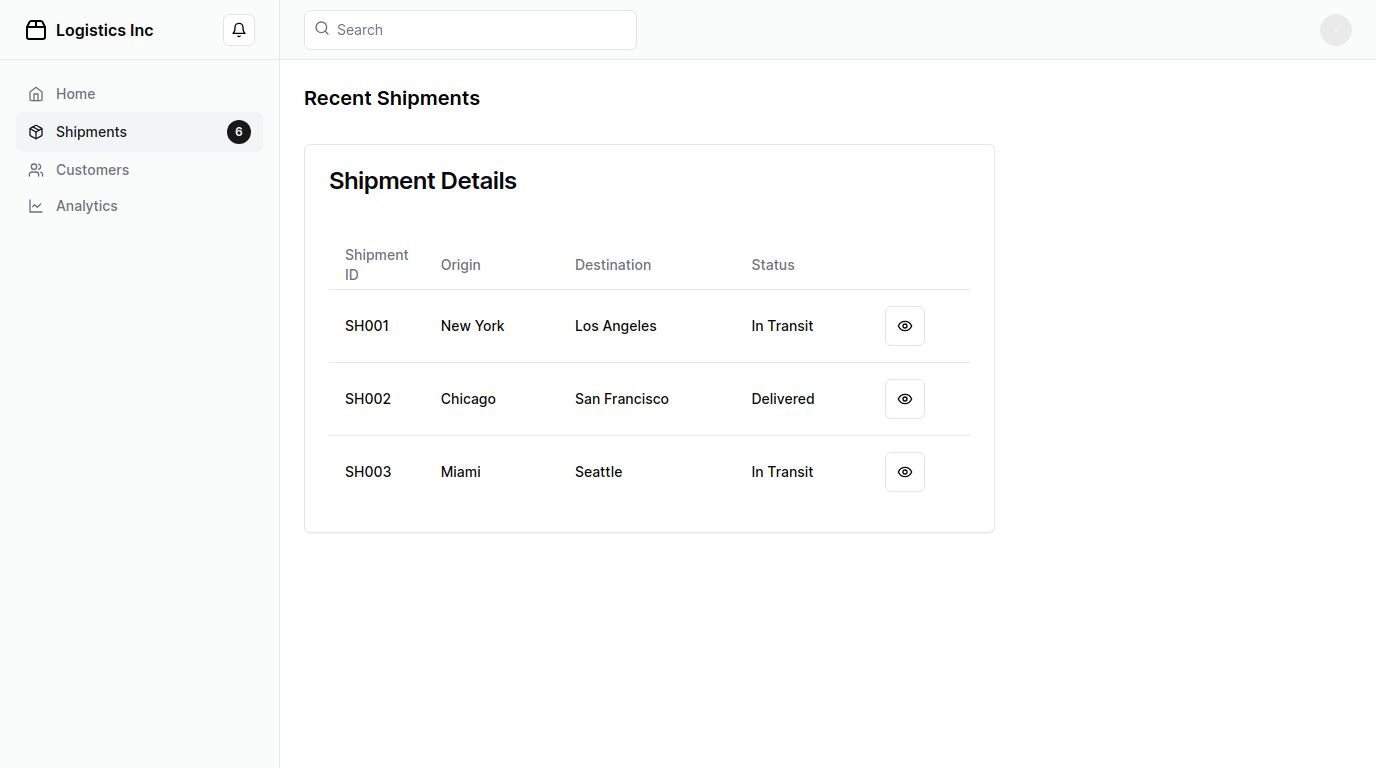 Logistics Inc
Search
Home
Shipments 6
Customers
Analytics
Recent Shipments
Shipment Details
Shipment
ID Origin Destination Status
SH001 New York Los Angeles In Transit
SH002 Chicago San Francisco Delivered
SH003 Miami Seattle In Transit